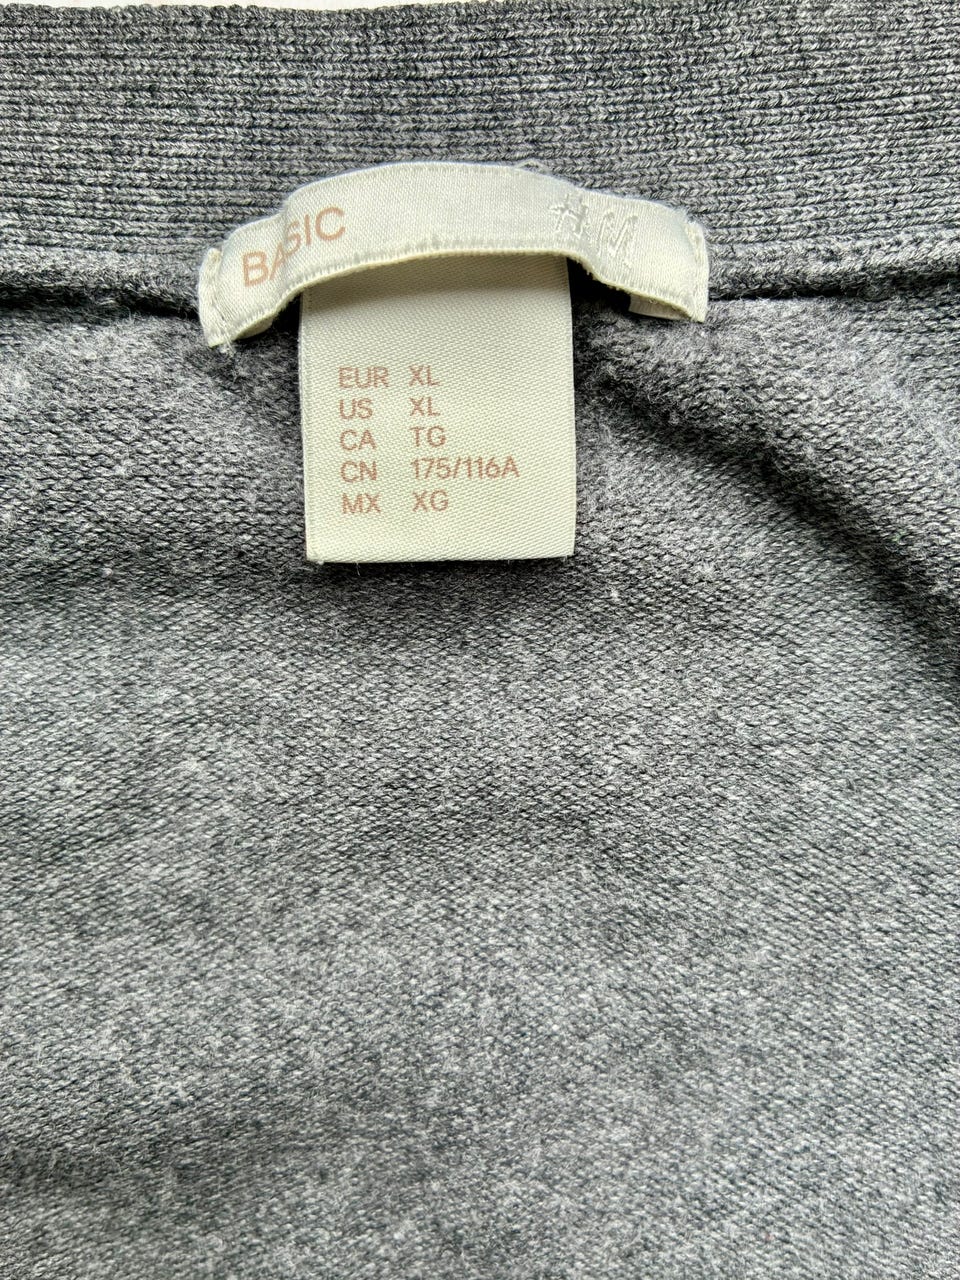 BASIC
H&M
EUR XL
US XL
CA TG
CN 175/116A
MX XG